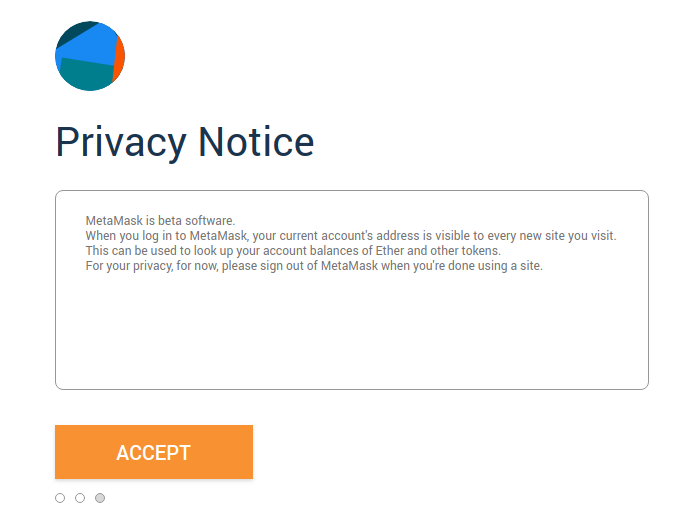 Privacy Notice
MetaMask is beta software.
When you log in to MetaMask, your current account's address is visible to every new site you visit.
This can be used to look up your account balances of Ether and other tokens.
For your privacy, for now, please sign out of MetaMask when you're done using a site.
ACCEPT